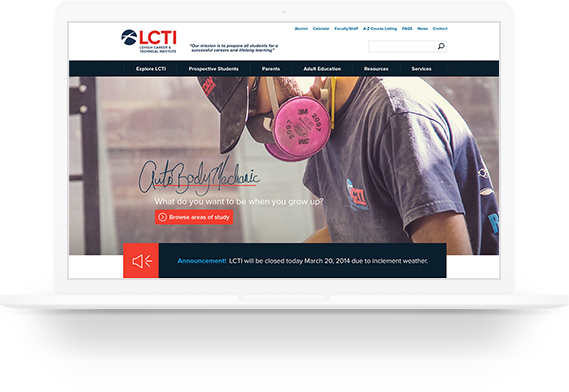 Alumni Calendar Faculty/Staff A-Z Course Listing FAQS News Contact
LCTI
LEHIGH CAREER &
TECHNICAL INSTITUTE
"Our mission is to prepare all students for a
successful careers and lifelong learning"
Explore LCTI Prospective Students Parents Adult Education Resources Services
3M
2097
P100
3M
LCTI
Auto Body Mechanic
What do you want to be when you grow up?
Browse areas of study
Announcement! LCTI will be closed today March 20, 2014 due to inclement weather.